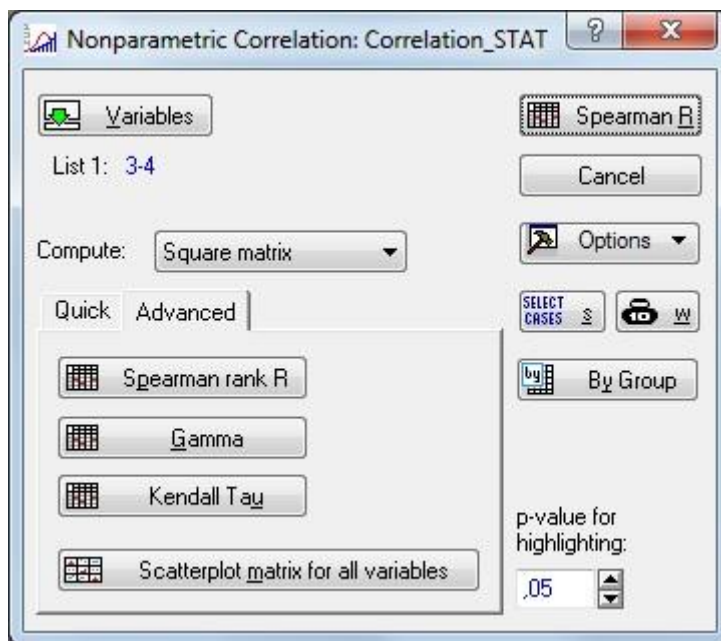 Nonparametric Correlation: Correlation_STAT
Variables
Spearman R
List 1: 3-4
Cancel
Compute: Square matrix
Options
Quick Advanced
SELECT CASES S
W
Spearman rank R
by By Group
Gamma
Kendall Tau
p-value for
highlighting:
Scatterplot matrix for all variables
,05